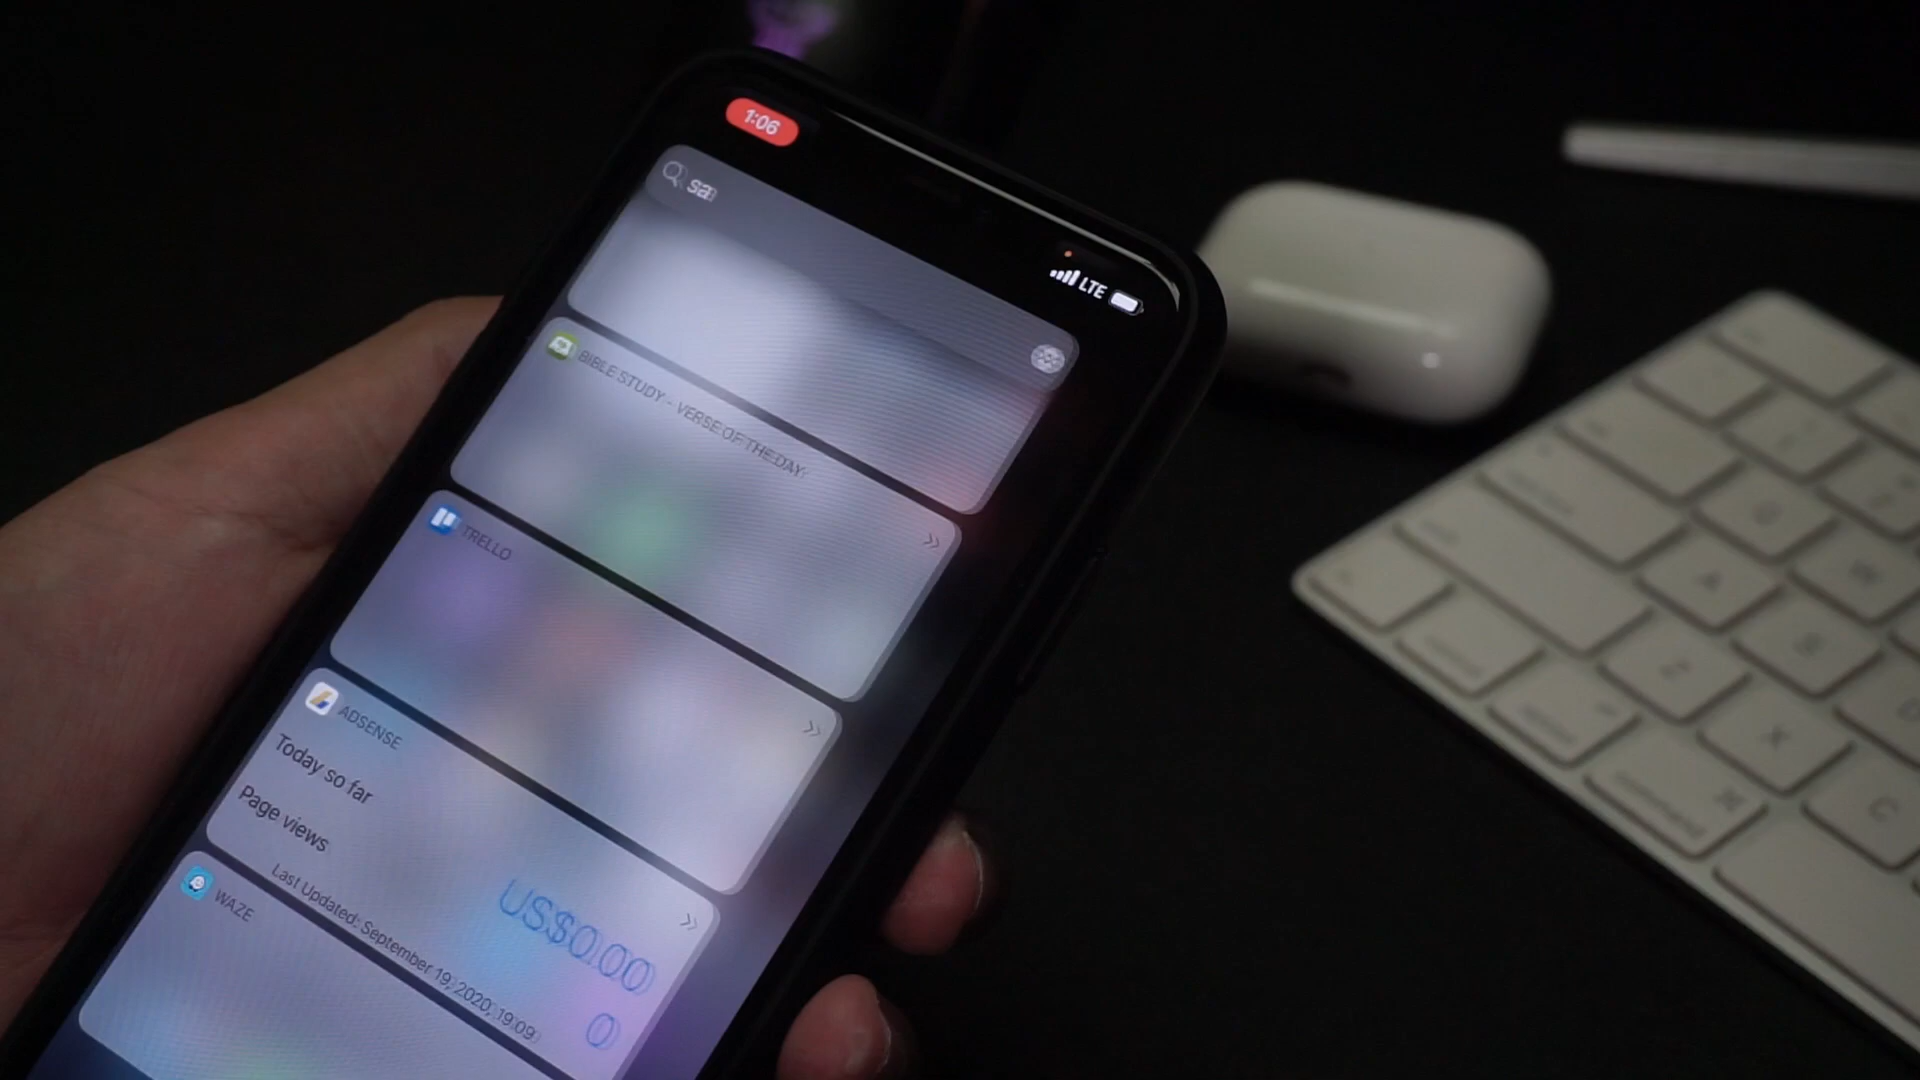 1:06
sa
LTE
BIBLE STUDY - VERSE OF THE DAY:
TRELLO
ADSENSE
Today so far
US$0.00
Page views
0
Last Updated: September 19, 2020, 19:09
WAZE
Q
W
A
S
Z
X
C
D
command